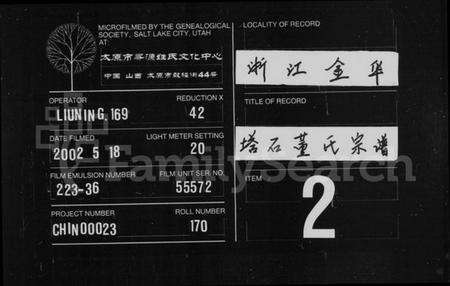 MICROFILMED BY THE GENEALOGICAL
SOCIETY, SALT LAKE CITY, UTAH
AT
太原市寻源姓氏文化中心
中国 山西 太原市鼓楼街44号
OPERATOR
LIUNING, 169
REDUCTION X
42
DATE FILMED
2002 5 18
LIGHT METER SETTING
20
FILM EMULSION NUMBER
223-36
FILM UNIT SER. NO.
55572
PROJECT NUMBER
CHIN00023
ROLL NUMBER
170
LOCALITY OF RECORD
浙江金华
TITLE OF RECORD
塔石董氏宗谱
ITEM
2
FamilySearch